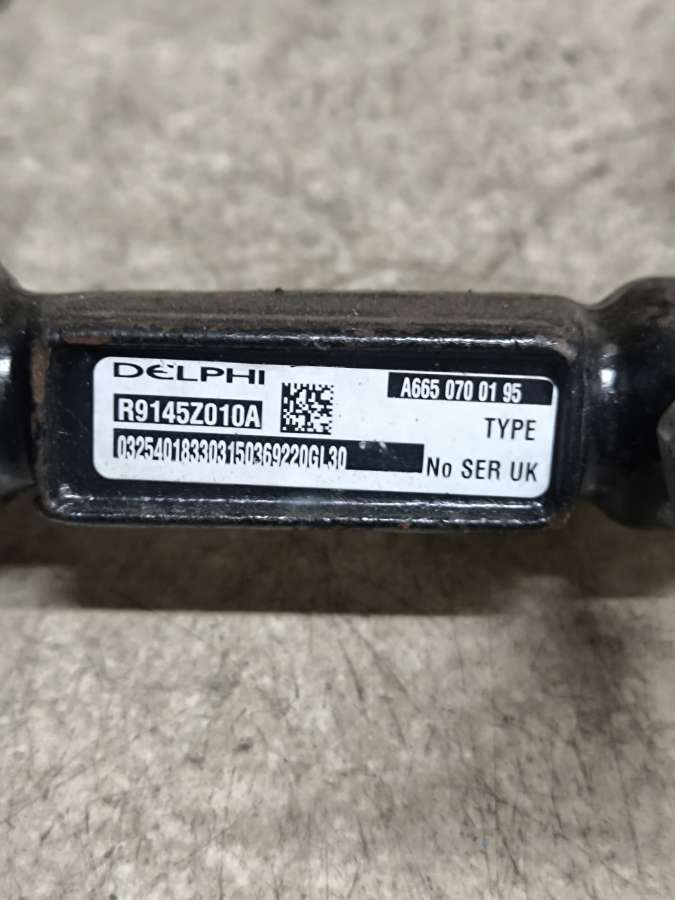 DELPHI
A665 070 01 95
R9145Z010A
TYPE
03254018330315036922OGL30
No SER UK